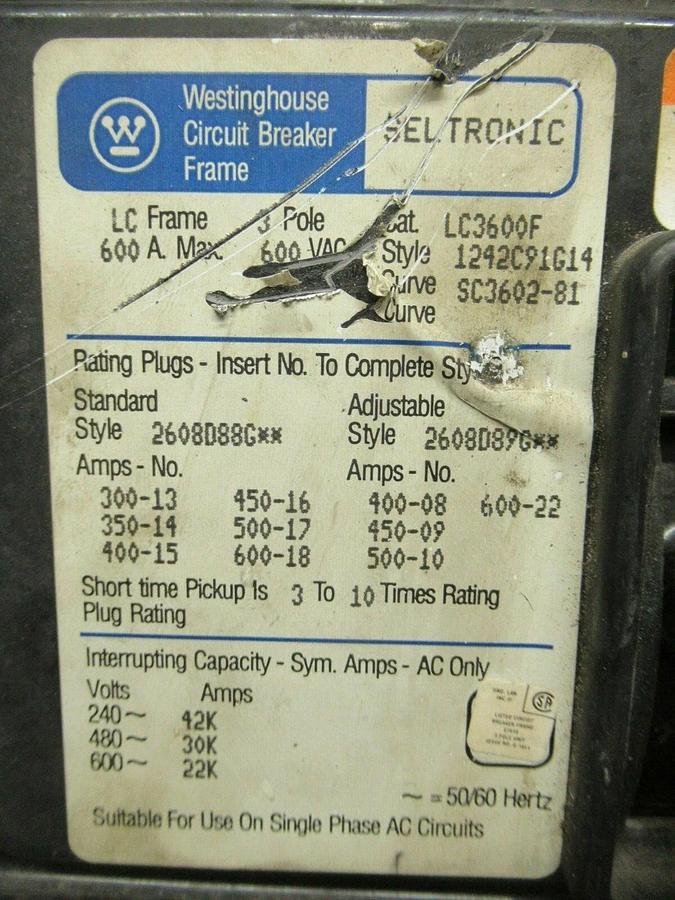 Westinghouse
Circuit Breaker
Frame
SELTRONIC
LC Frame 3 Pole
600 A. Max. 600 VAC
Cat. LC3600F
Style 1242C91G14
Curve SC3602-81
Curve
Rating Plugs - Insert No. To Complete
Standard
Style 2608D88G**
Amps - No.
300-13 450-16
350-14 500-17
400-15 600-18
Adjustable
Style 2608D89G**
Amps - No.
400-08 600-22
450-09
500-10
Short time Pickup Is 3 To 10 Times Rating
Plug Rating
Interrupting Capacity - Sym. Amps - AC Only
Volts Amps
240~ 42K
480~ 30K
600~ 22K
~ = 50/60 Hertz
Suitable For Use On Single Phase AC Circuits